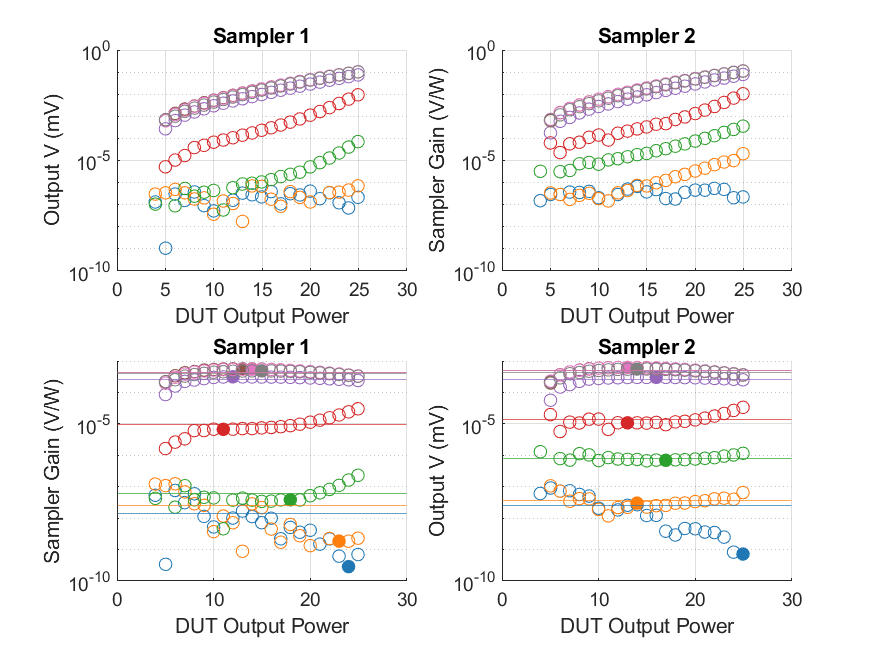 Sampler 1
10^0
10^-5
10^-10
Output V (mV)
0 5 10 15 20 25 30
DUT Output Power
Sampler 2
10^0
10^-5
10^-10
Sampler Gain (V/W)
0 5 10 15 20 25 30
DUT Output Power
Sampler 1
10^-5
10^-10
Sampler Gain (V/W)
0 10 20 30
DUT Output Power
Sampler 2
10^-5
10^-10
Output V (mV)
0 10 20 30
DUT Output Power